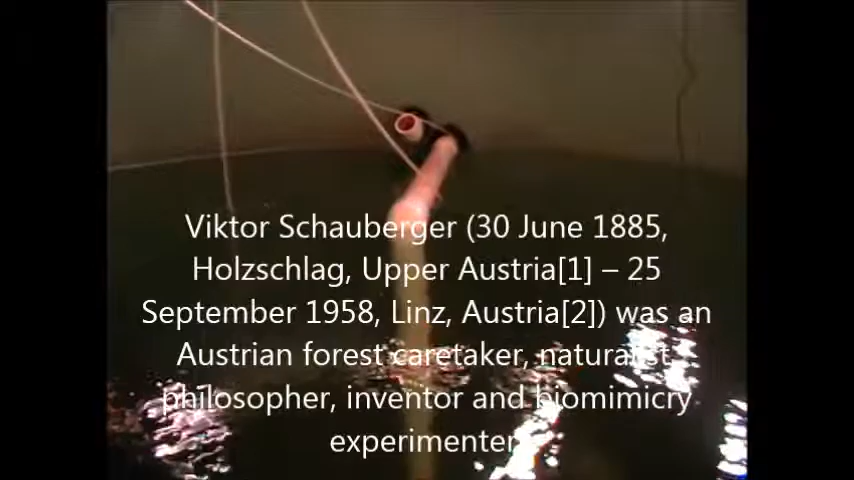 Viktor Schauberger (30 June 1885,
Holzschlag, Upper Austria[1] – 25
September 1958, Linz, Austria[2]) was an
Austrian forest caretaker, naturalist,
philosopher, inventor and biomimicry
experimenter.